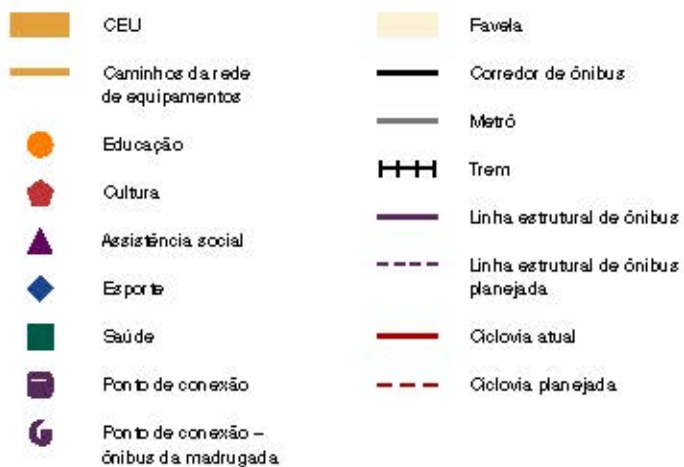 CEU
Caminhos da rede
de equipamentos
Educação
Cultura
Assistência social
Esporte
Saúde
Ponto de conexão
Ponto de conexão –
ônibus da madrugada
Favela
Corredor de ônibus
Metrô
Trem
Linha estrutural de ônibus
Linha estrutural de ônibus
planejada
Ciclovia atual
Ciclovia planejada